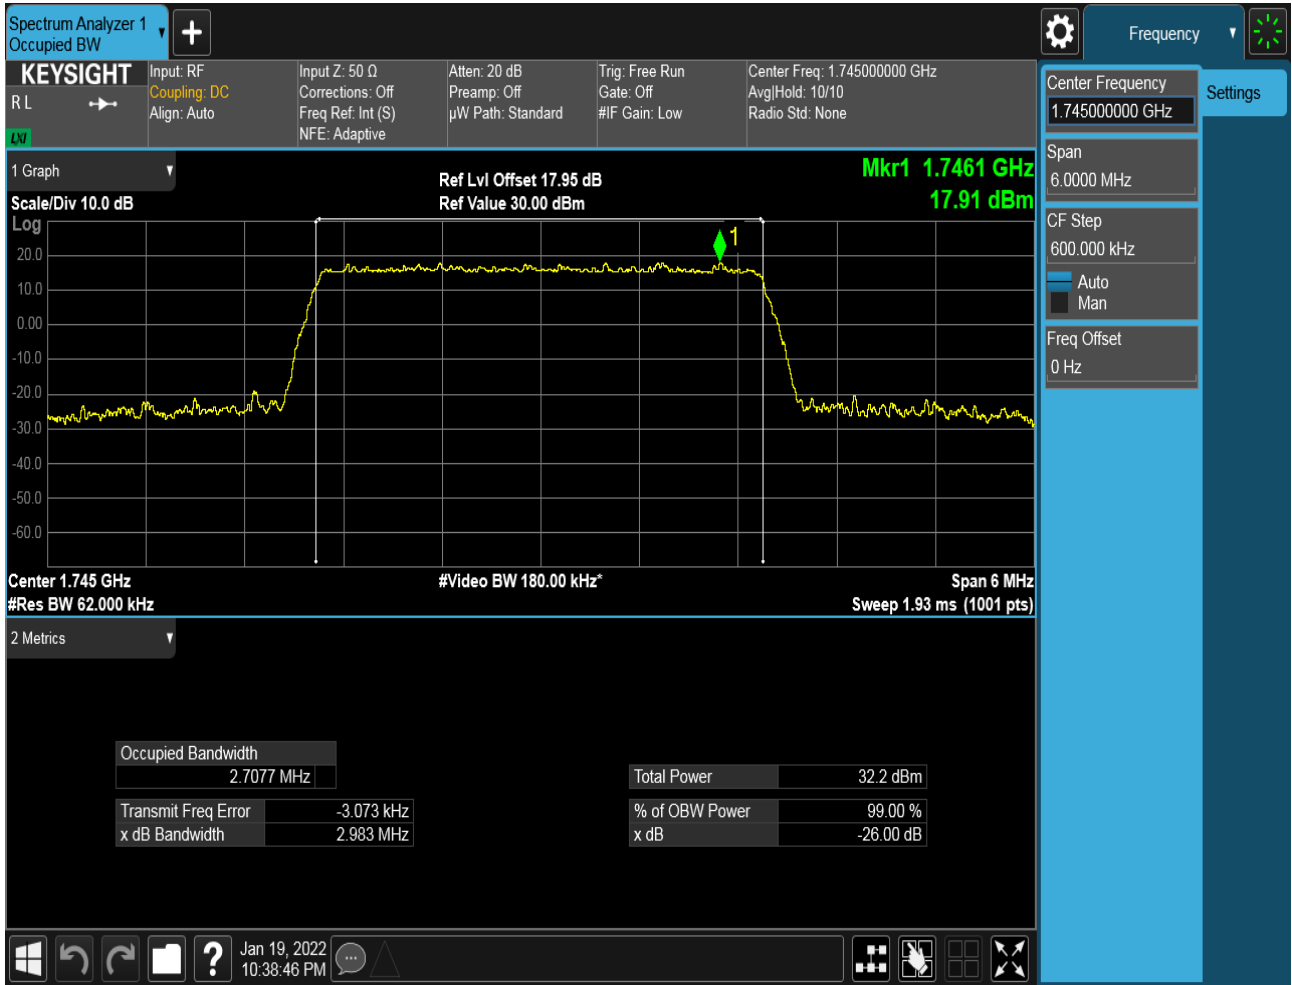 Spectrum Analyzer 1
Occupied BW
Frequency
KEYSIGHT
R L
LXI
Input: RF
Coupling: DC
Align: Auto
Input Z: 50 Ω
Corrections: Off
Freq Ref: Int (S)
NFE: Adaptive
Atten: 20 dB
Preamp: Off
µW Path: Standard
Trig: Free Run
Gate: Off
#IF Gain: Low
Center Freq: 1.745000000 GHz
Avg|Hold: 10/10
Radio Std: None
Center Frequency
1.745000000 GHz
Settings
Span
6.0000 MHz
CF Step
600.000 kHz
Auto
Man
Freq Offset
0 Hz
1 Graph
Scale/Div 10.0 dB
Ref Lvl Offset 17.95 dB
Ref Value 30.00 dBm
Mkr1 1.7461 GHz
17.91 dBm
Log
1
20.0
10.0
0.00
-10.0
-20.0
-30.0
-40.0
-50.0
-60.0
Center 1.745 GHz
#Video BW 180.00 kHz*
Span 6 MHz
#Res BW 62.000 kHz
Sweep 1.93 ms (1001 pts)
2 Metrics
Occupied Bandwidth
2.7077 MHz
Total Power 32.2 dBm
Transmit Freq Error -3.073 kHz
% of OBW Power 99.00 %
x dB Bandwidth 2.983 MHz
x dB -26.00 dB
?
Jan 19, 2022
10:38:46 PM